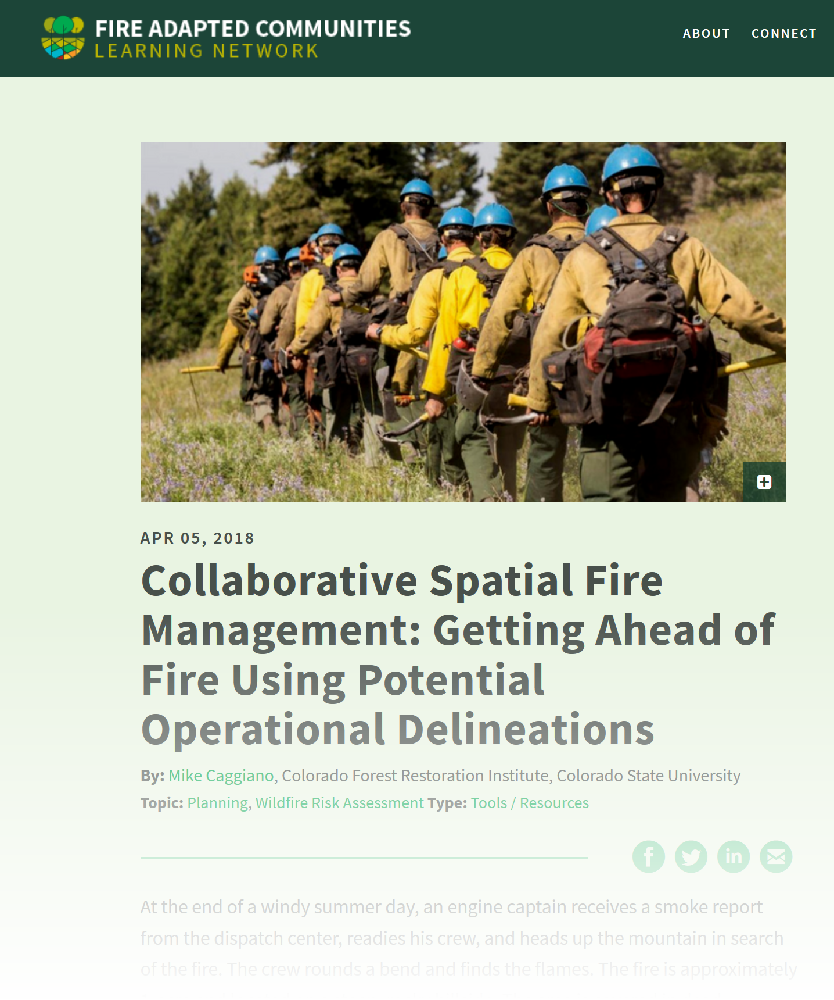 FIRE ADAPTED COMMUNITIES
LEARNING NETWORK
ABOUT CONNECT
APR 05, 2018
Collaborative Spatial Fire
Management: Getting Ahead of
Fire Using Potential
Operational Delineations
By: Mike Caggiano, Colorado Forest Restoration Institute, Colorado State University
Topic: Planning, Wildfire Risk Assessment Type: Tools / Resources
At the end of a windy summer day, an engine captain receives a smoke report
from the dispatch center, readies his crew, and heads up the mountain in search
of the fire. The crew rounds a bend and finds the flames. The fire is approximately